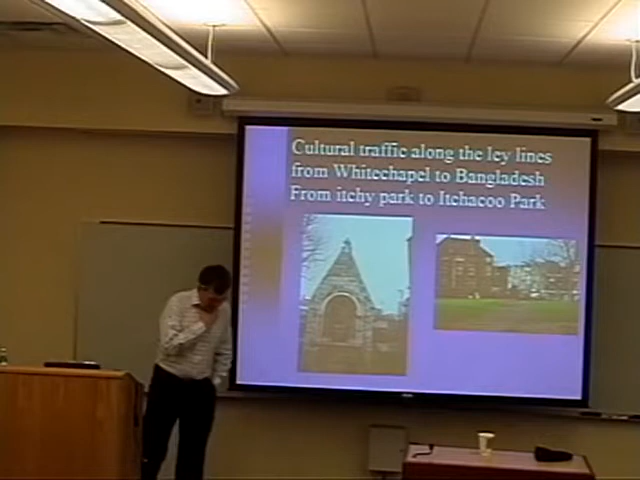 Cultural traffic along the ley lines
from Whitechapel to Bangladesh
From itchy park to Itchacoo Park